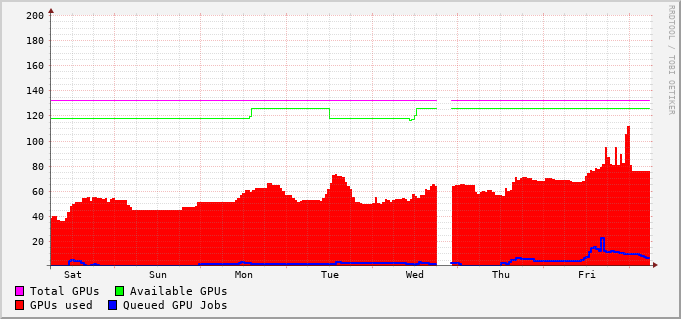 200
180
160
140
120
100
80
60
40
20
Sat Sun Mon Tue Wed Thu Fri
Total GPUs Available GPUs
GPUs used Queued GPU Jobs
RRDTOOL / TOBI OETIKER